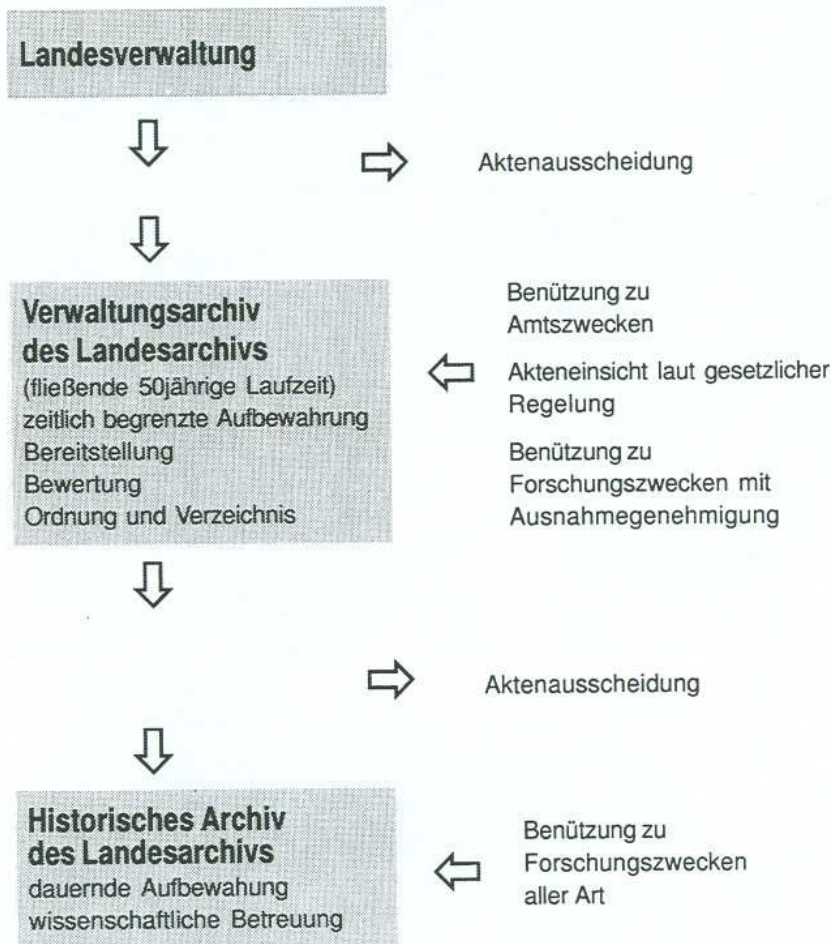 Landesverwaltung
Aktenausscheidung
Verwaltungsarchiv
des Landesarchivs
(fließende 50jährige Laufzeit)
zeitlich begrenzte Aufbewahrung
Bereitstellung
Bewertung
Ordnung und Verzeichnis
Benützung zu
Amtszwecken
Akteneinsicht laut gesetzlicher
Regelung
Benützung zu
Forschungszwecken mit
Ausnahmegenehmigung
Aktenausscheidung
Historisches Archiv
des Landesarchivs
dauernde Aufbewahung
wissenschaftliche Betreuung
Benützung zu
Forschungszwecken
aller Art